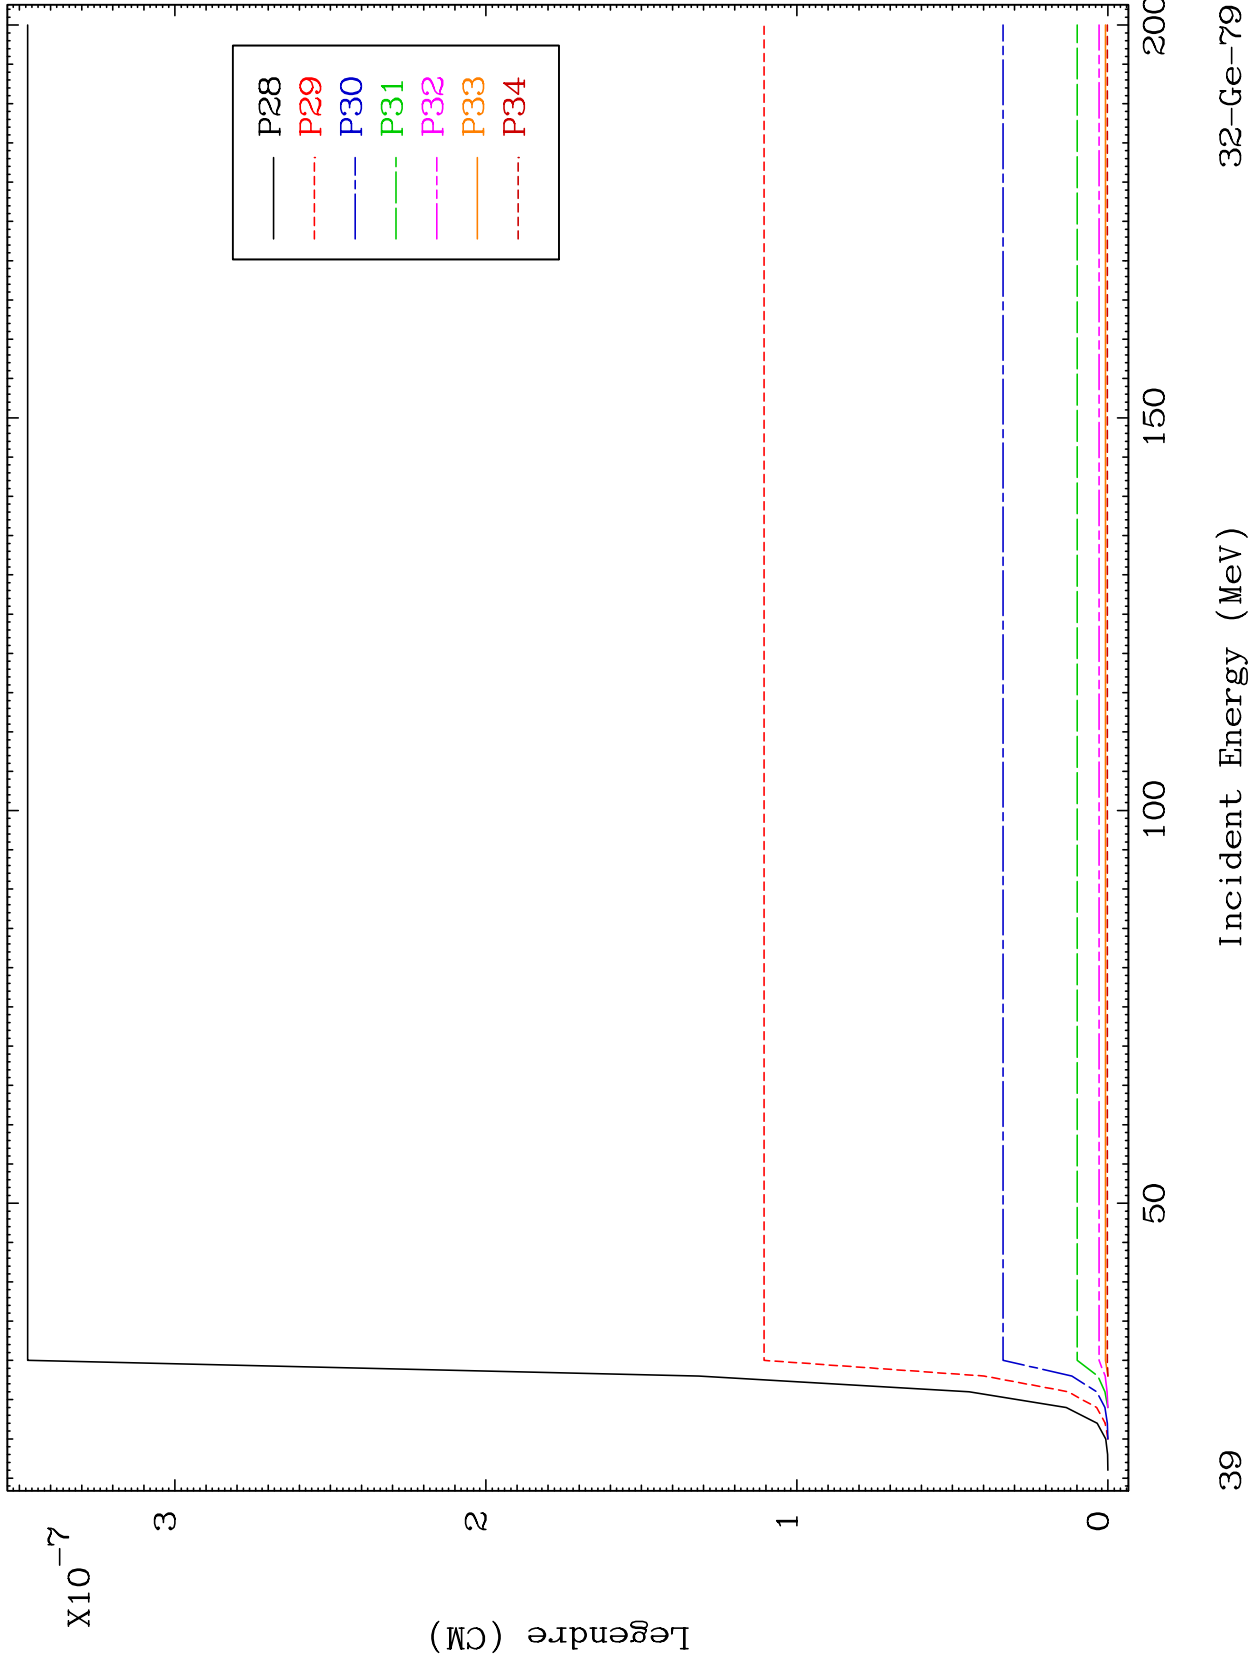 X10-7
3
2
1
0
Legendre (CM)
P28
P29
P30
P31
P32
P33
P34
50
100
150
200
39
Incident Energy (MeV)
32-Ge-79